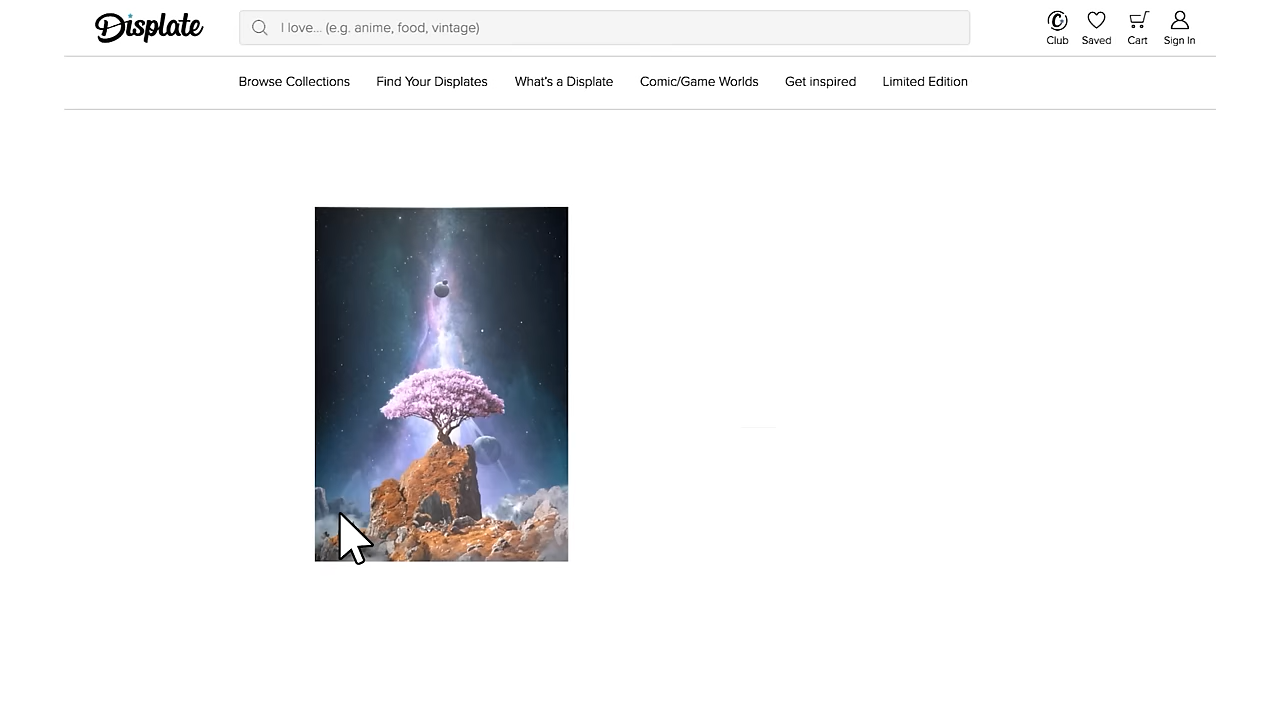 Displate
I love... (e.g. anime, food, vintage)
Club
Saved
Cart
Sign In
Browse Collections
Find Your Displates
What's a Displate
Comic/Game Worlds
Get inspired
Limited Edition